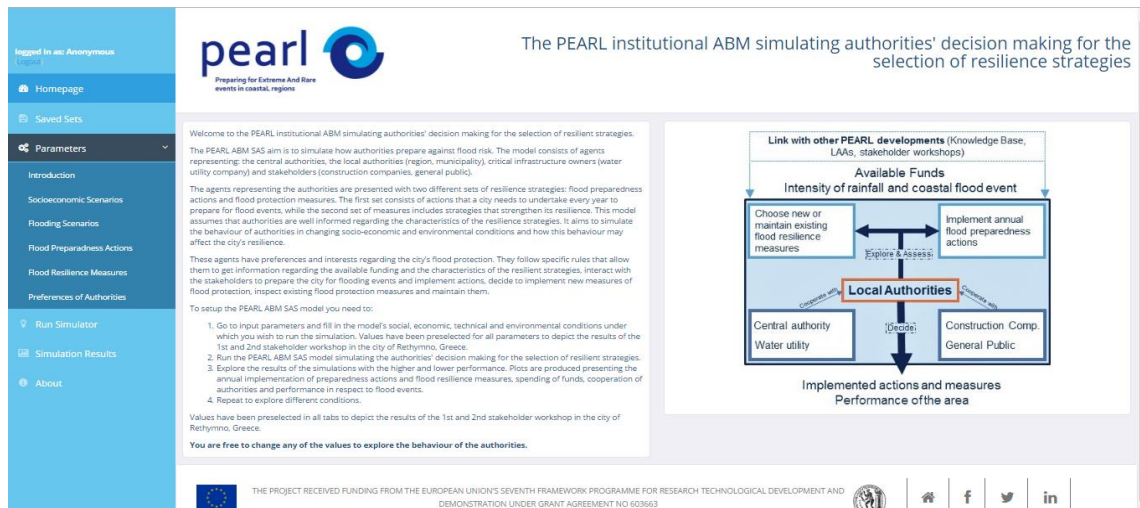 logged in as: Anonymous
(Logout)
Homepage
Saved Sets
Parameters
Introduction
Socioeconomic Scenarios
Flooding Scenarios
Flood Preparadness Actions
Flood Resilience Measures
Preferences of Authorities
Run Simulator
Simulation Results
About
pearl
Preparing for Extreme And Rare
events in coastaL regions
The PEARL institutional ABM simulating authorities' decision making for the
selection of resilience strategies
Welcome to the PEARL institutional ABM simulating authorities' decision making for the selection of resilient strategies.
The PEARL ABM SAS aim is to simulate how authorities prepare against flood risk. The model consists of agents
representing: the central authorities, the local authorities (region, municipality), critical infrastructure owners (water
utility company) and stakeholders (construction companies, general public).
The agents representing the authorities are presented with two different sets of resilience strategies: flood preparedness
actions and flood protection measures. The first set consists of actions that a city needs to undertake every year to
prepare for flood events, while the second set of measures includes strategies that strengthen its resilience. This model
assumes that authorities are well informed regarding the characteristics of the resilience strategies. It aims to simulate
the behaviour of authorities in changing socio-economic and environmental conditions and how this behaviour may
affect the city's resilience.
These agents have preferences and interests regarding the city's flood protection. They follow specific rules that allow
them to get information regarding the available funding and the characteristics of the resilient strategies, interact with
the stakeholders to prepare the city for flooding events and implement actions, decide to implement new measures of
flood protection, inspect existing flood protection measures and maintain them.
To setup the PEARL ABM SAS model you need to:
1. Go to input parameters and fill in the model's social, economic, technical and environmental conditions under
which you wish to run the simulation. Values have been preselected for all parameters to depict the results of the
1st and 2nd stakeholder workshop in the city of Rethymno, Greece.
2. Run the PEARL ABM SAS model simulating the authorities' decision making for the selection of resilient strategies.
3. Explore the results of the simulations with the higher and lower performance. Plots are produced presenting the
annual implementation of preparedness actions and flood resilience measures, spending of funds, cooperation of
authorities and performance in respect to flood events.
4. Repeat to explore different conditions.
Values have been preselected in all tabs to depict the results of the 1st and 2nd stakeholder workshop in the city of
Rethymno, Greece.
You are free to change any of the values to explore the behaviour of the authorities.
Link with other PEARL developments (Knowledge Base,
LAAs, stakeholder workshops)
Available Funds
Intensity of rainfall and coastal flood event
Choose new or
maintain existing
flood resilience
measures
Implement annual
flood preparedness
actions
Explore & Assess
Local Authorities
Cooperate with
Cooperate with
Central authority
Water utility
Decide
Construction Comp.
General Public
Implemented actions and measures
Performance of the area
THE PROJECT RECEIVED FUNDING FROM THE EUROPEAN UNION'S SEVENTH FRAMEWORK PROGRAMME FOR RESEARCH TECHNOLOGICAL DEVELOPMENT AND
DEMONSTRATION UNDER GRANT AGREEMENT NO 603663
f
in